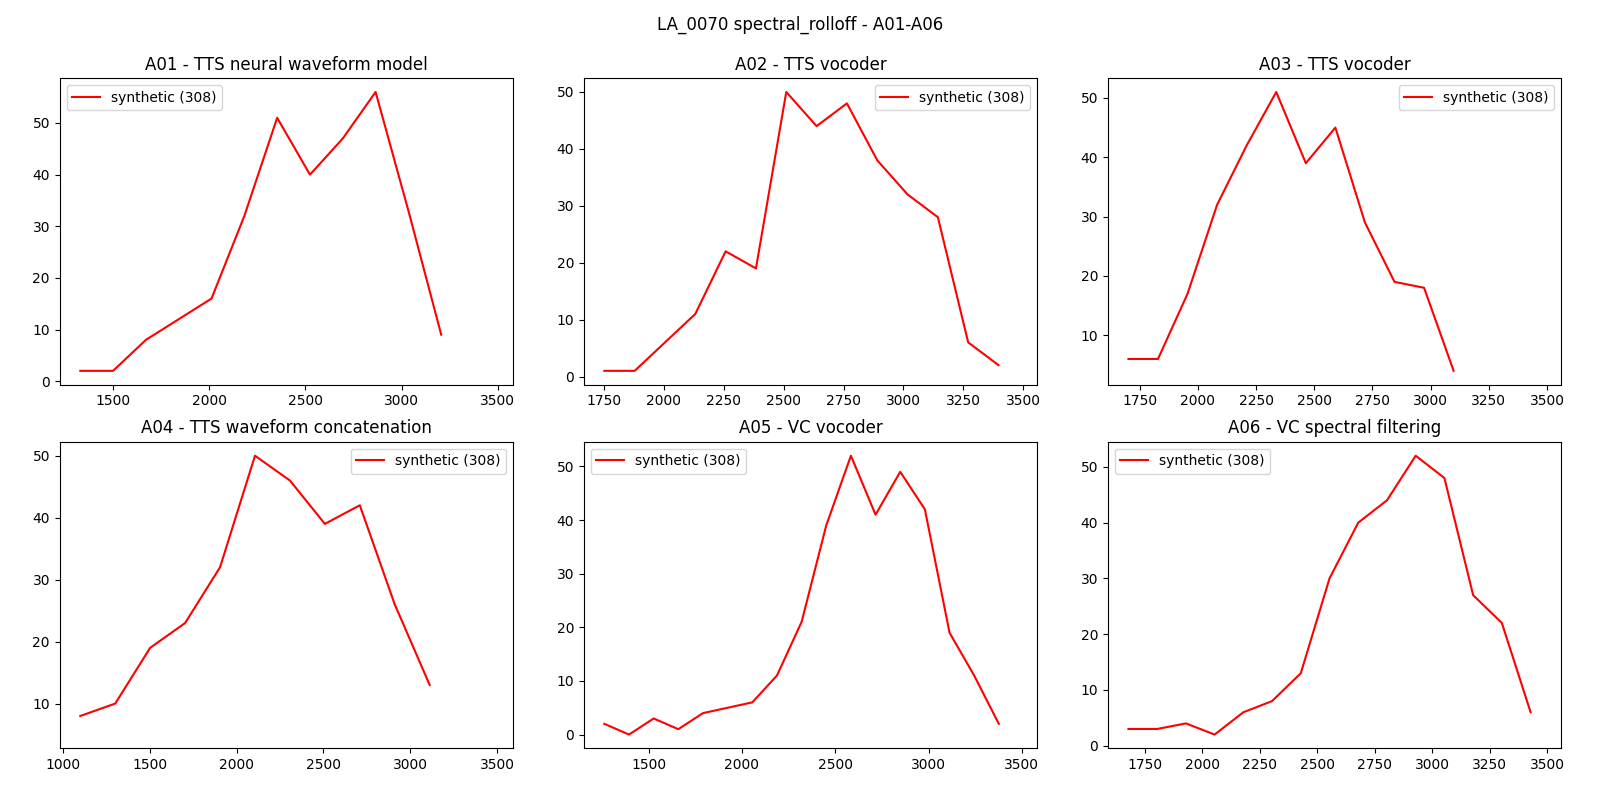 LA_0070 spectral_rolloff - A01-A06
A01 - TTS neural waveform model
synthetic (308)
50
40
30
20
10
0
1500 2000 2500 3000 3500
A02 - TTS vocoder
synthetic (308)
50
40
30
20
10
0
1750 2000 2250 2500 2750 3000 3250 3500
A03 - TTS vocoder
synthetic (308)
50
40
30
20
10
1750 2000 2250 2500 2750 3000 3250 3500
A04 - TTS waveform concatenation
synthetic (308)
50
40
30
20
10
1000 1500 2000 2500 3000 3500
A05 - VC vocoder
synthetic (308)
50
40
30
20
10
0
1500 2000 2500 3000 3500
A06 - VC spectral filtering
synthetic (308)
50
40
30
20
10
0
1750 2000 2250 2500 2750 3000 3250 3500